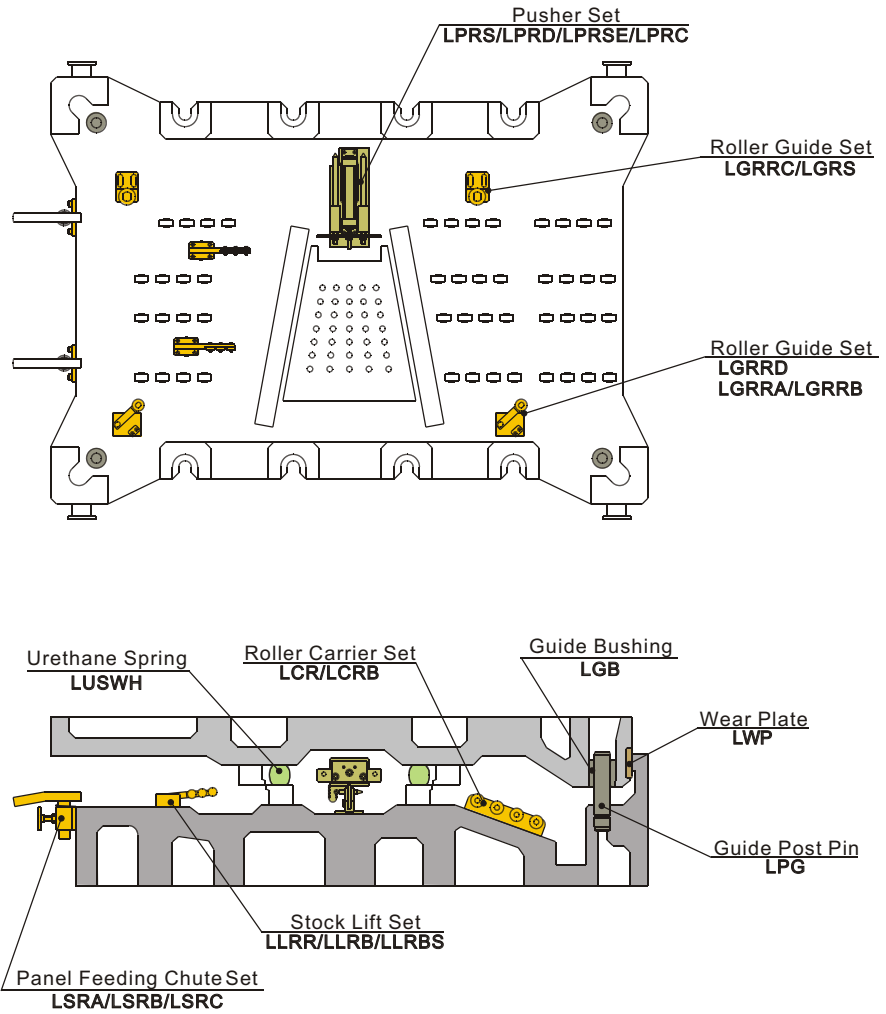 Pusher Set
LPRS/LPRD/LPRSE/LPRC
Roller Guide Set
LGRRC/LGRS
Roller Guide Set
LGRRD
LGRRA/LGRRB
Urethane Spring
LUSWH
Roller Carrier Set
LCR/LCRB
Guide Bushing
LGB
Wear Plate
LWP
Guide Post Pin
LPG
Stock Lift Set
LLRR/LLRB/LLRBS
Panel Feeding Chute Set
LSRA/LSRB/LSRC